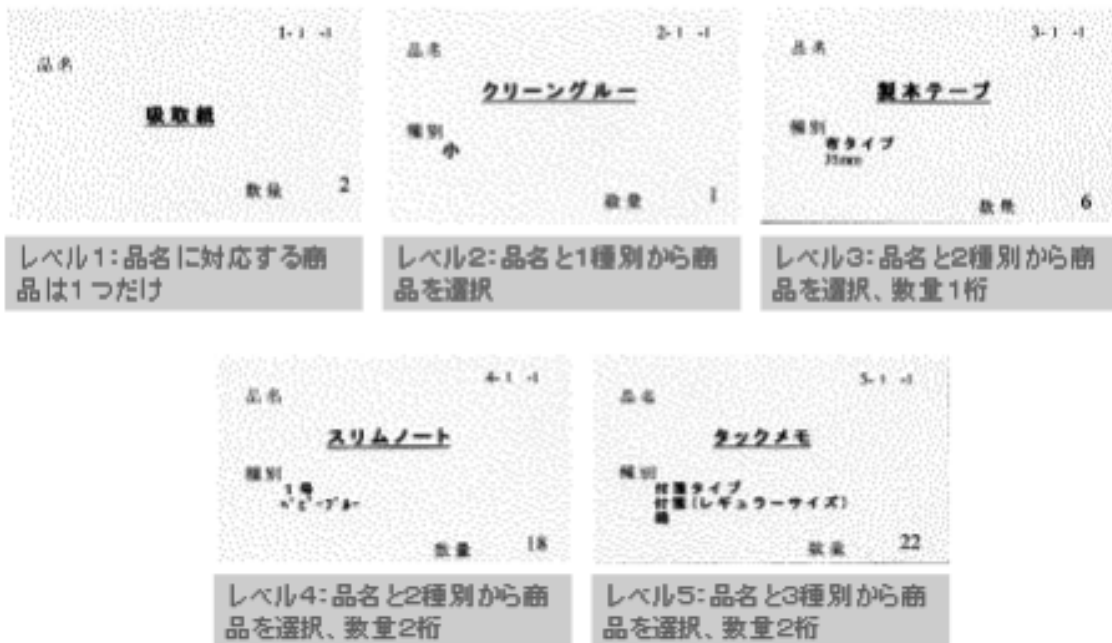 1-1 -1
品名
吸取紙
数量 2
レベル1:品名に対応する商
品は1つだけ
2-1 -1
品名
クリーングルー
種別
小
数量 1
レベル2:品名と1種別から商
品を選択
3-1 -1
品名
製本テープ
種別
布タイプ
35mm
数量 6
レベル3:品名と2種別から商
品を選択、数量1桁
4-1 -1
品名
スリムノート
種別
1号
ベビーブルー
数量 18
レベル4:品名と2種別から商
品を選択、数量2桁
5-1 -1
品名
タックメモ
種別
付箋タイプ
付箋(レギュラーサイズ)
数量 22
レベル5:品名と3種別から商
品を選択、数量2桁